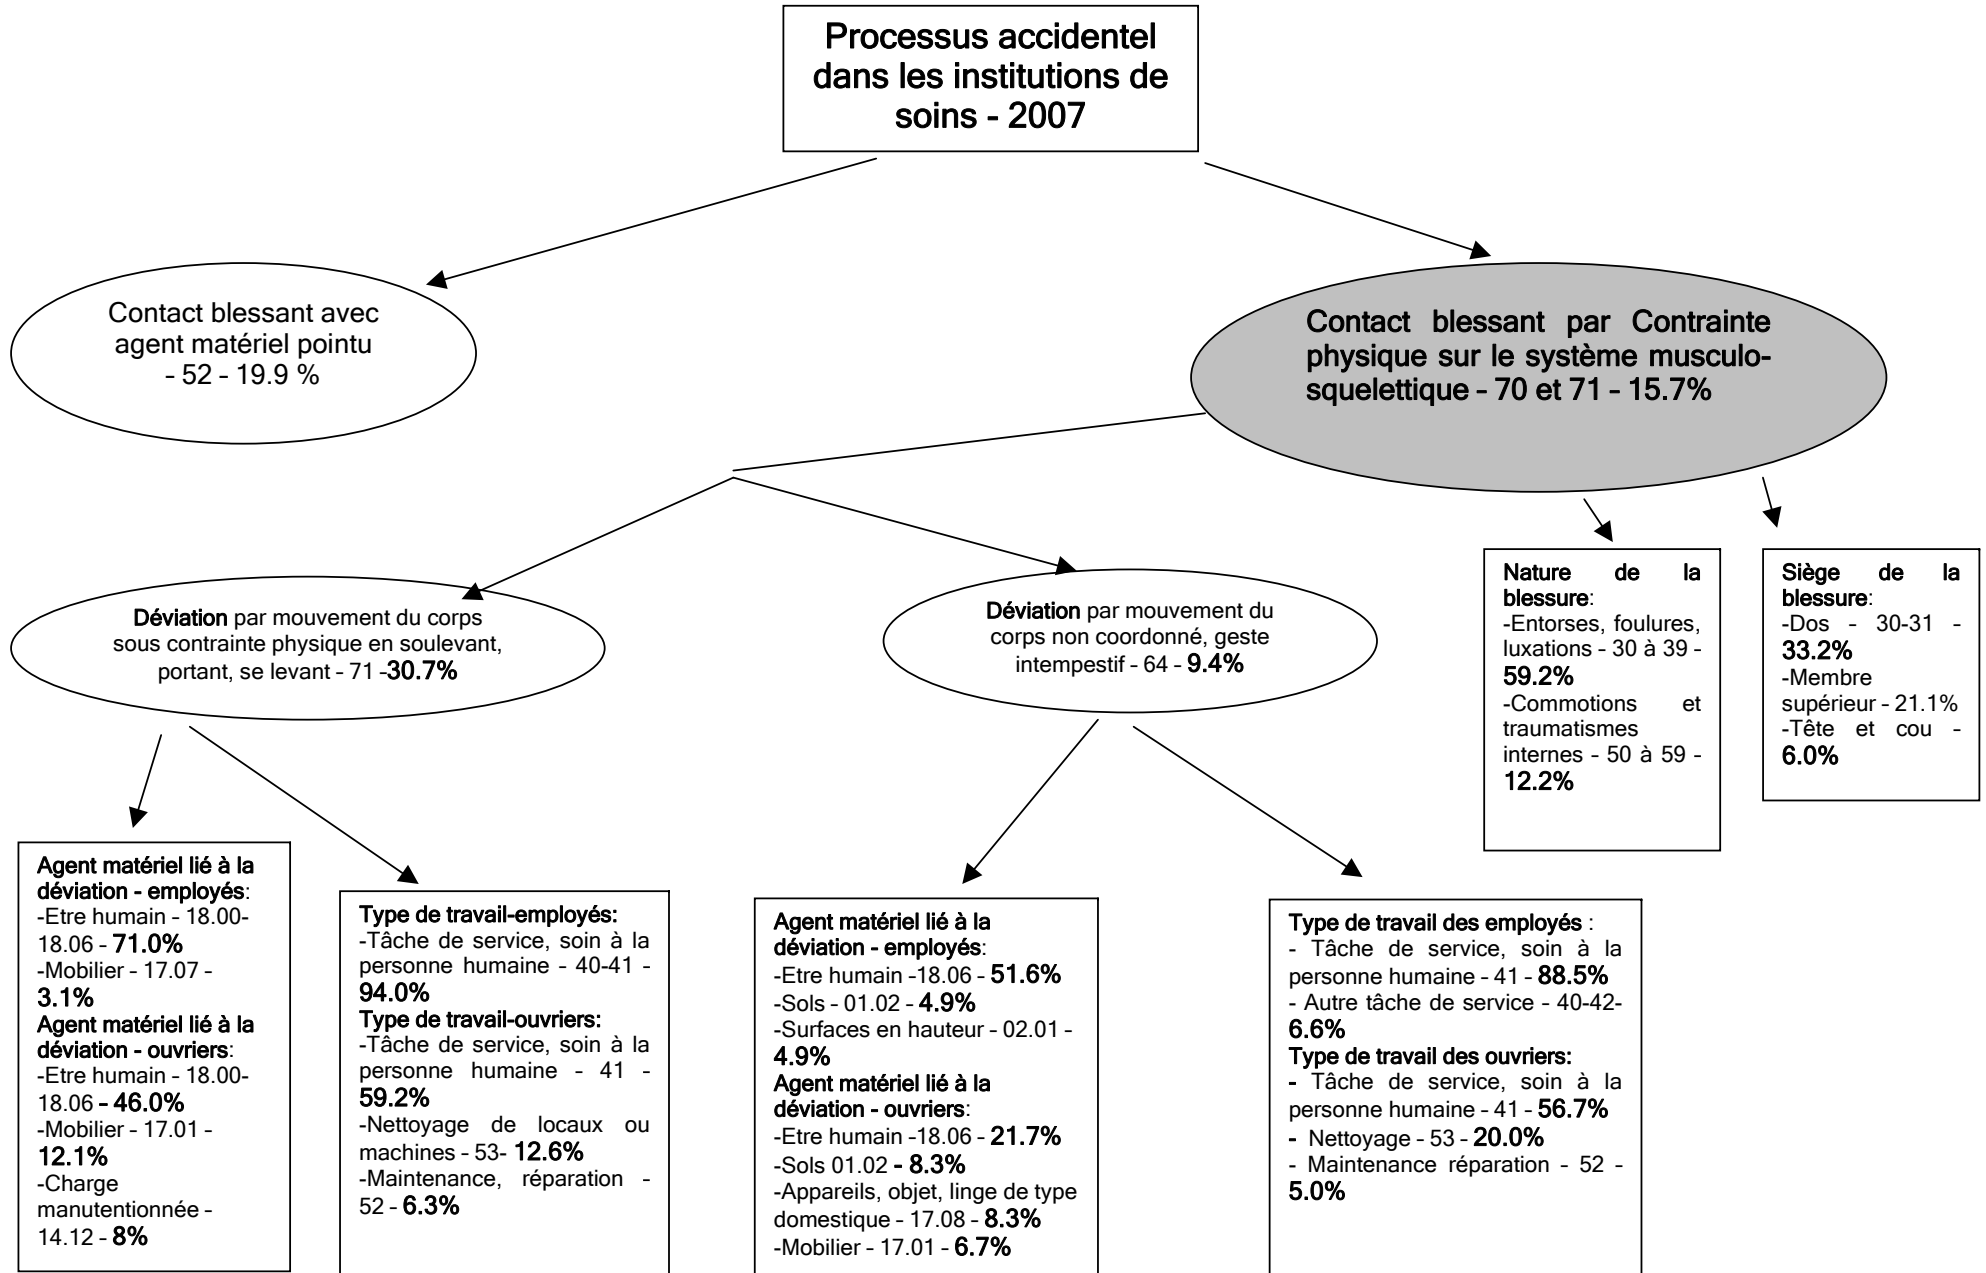 Processus accidentel
dans les institutions de
soins - 2007
Contact blessant avec
agent matériel pointu
- 52 - 19.9 %
Contact blessant par Contrainte
physique sur le système musculo-
squelettique - 70 et 71 - 15.7%
Déviation par mouvement du corps
sous contrainte physique en soulevant,
portant, se levant - 71 -30.7%
Déviation par mouvement du
corps non coordonné, geste
intempestif - 64 - 9.4%
Nature de la
blessure:
-Entorses, foulures,
luxations - 30 à 39 -
59.2%
-Commotions et
traumatismes
internes - 50 à 59 -
12.2%
Siège de la
blessure:
-Dos - 30-31 -
33.2%
-Membre
supérieur - 21.1%
-Tête et cou -
6.0%
Agent matériel lié à la
déviation - employés:
-Etre humain - 18.00-
18.06 - 71.0%
-Mobilier - 17.07 -
3.1%
Agent matériel lié à la
déviation - ouvriers:
-Etre humain - 18.00-
18.06 - 46.0%
-Mobilier - 17.01 -
12.1%
-Charge
manutentionnée -
14.12 - 8%
Type de travail-employés:
-Tâche de service, soin à la
personne humaine - 40-41 -
94.0%
Type de travail-ouvriers:
-Tâche de service, soin à la
personne humaine - 41 -
59.2%
-Nettoyage de locaux ou
machines - 53- 12.6%
-Maintenance, réparation -
52 - 6.3%
Agent matériel lié à la
déviation - employés:
-Etre humain -18.06 - 51.6%
-Sols - 01.02 - 4.9%
-Surfaces en hauteur - 02.01 -
4.9%
Agent matériel lié à la
déviation - ouvriers:
-Etre humain -18.06 - 21.7%
-Sols 01.02 - 8.3%
-Appareils, objet, linge de type
domestique - 17.08 - 8.3%
-Mobilier - 17.01 - 6.7%
Type de travail des employés :
- Tâche de service, soin à la
personne humaine - 41 - 88.5%
- Autre tâche de service - 40-42-
6.6%
Type de travail des ouvriers:
- Tâche de service, soin à la
personne humaine - 41 - 56.7%
- Nettoyage - 53 - 20.0%
- Maintenance réparation - 52 -
5.0%